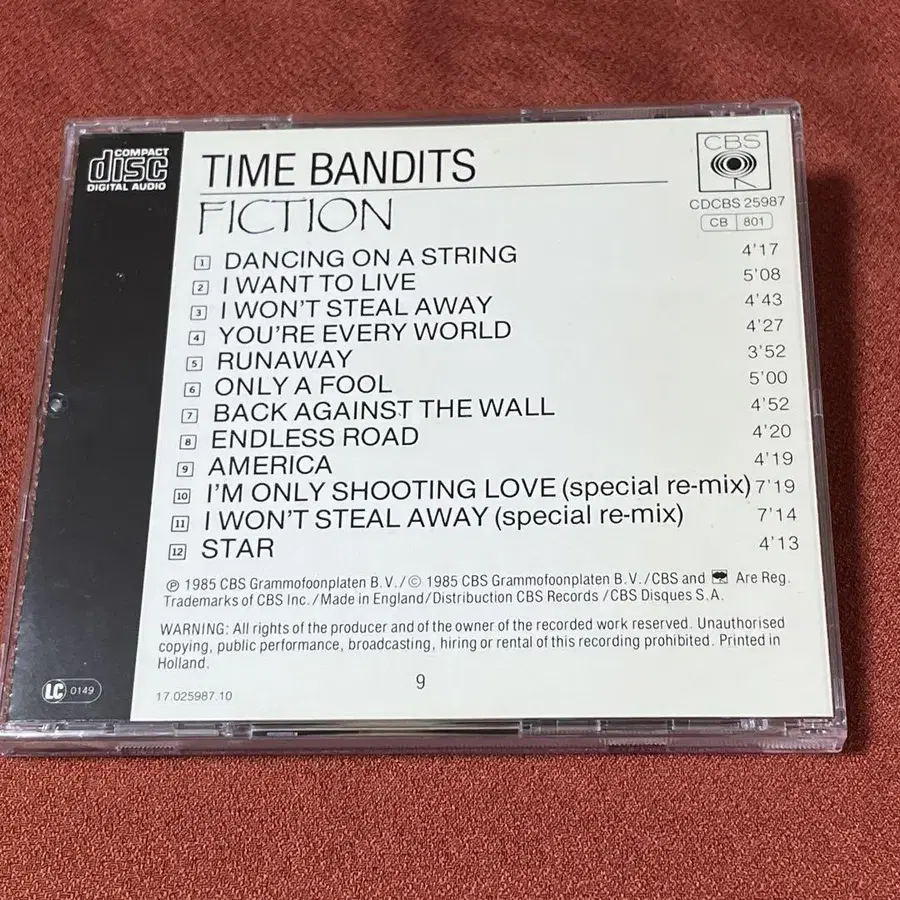 COMPACT
disc
DIGITAL AUDIO
TIME BANDITS
FICTION
CBS
CDCBS 25987
CB 801
1 DANCING ON A STRING 4'17
2 I WANT TO LIVE 5'08
3 I WON'T STEAL AWAY 4'43
4 YOU'RE EVERY WORLD 4'27
5 RUNAWAY 3'52
6 ONLY A FOOL 5'00
7 BACK AGAINST THE WALL 4'52
8 ENDLESS ROAD 4'20
9 AMERICA 4'19
10 I'M ONLY SHOOTING LOVE (special re-mix) 7'19
11 I WON'T STEAL AWAY (special re-mix) 7'14
12 STAR 4'13
℗ 1985 CBS Grammofoonplaten B.V./© 1985 CBS Grammofoonplaten B.V./CBS and Are Reg.
Trademarks of CBS Inc./Made in England/Distribution CBS Records /CBS Disques S.A.
WARNING: All rights of the producer and of the owner of the recorded work reserved. Unauthorised
copying, public performance, broadcasting, hiring or rental of this recording prohibited. Printed in
Holland.
9
LC 0149
17.025987.10